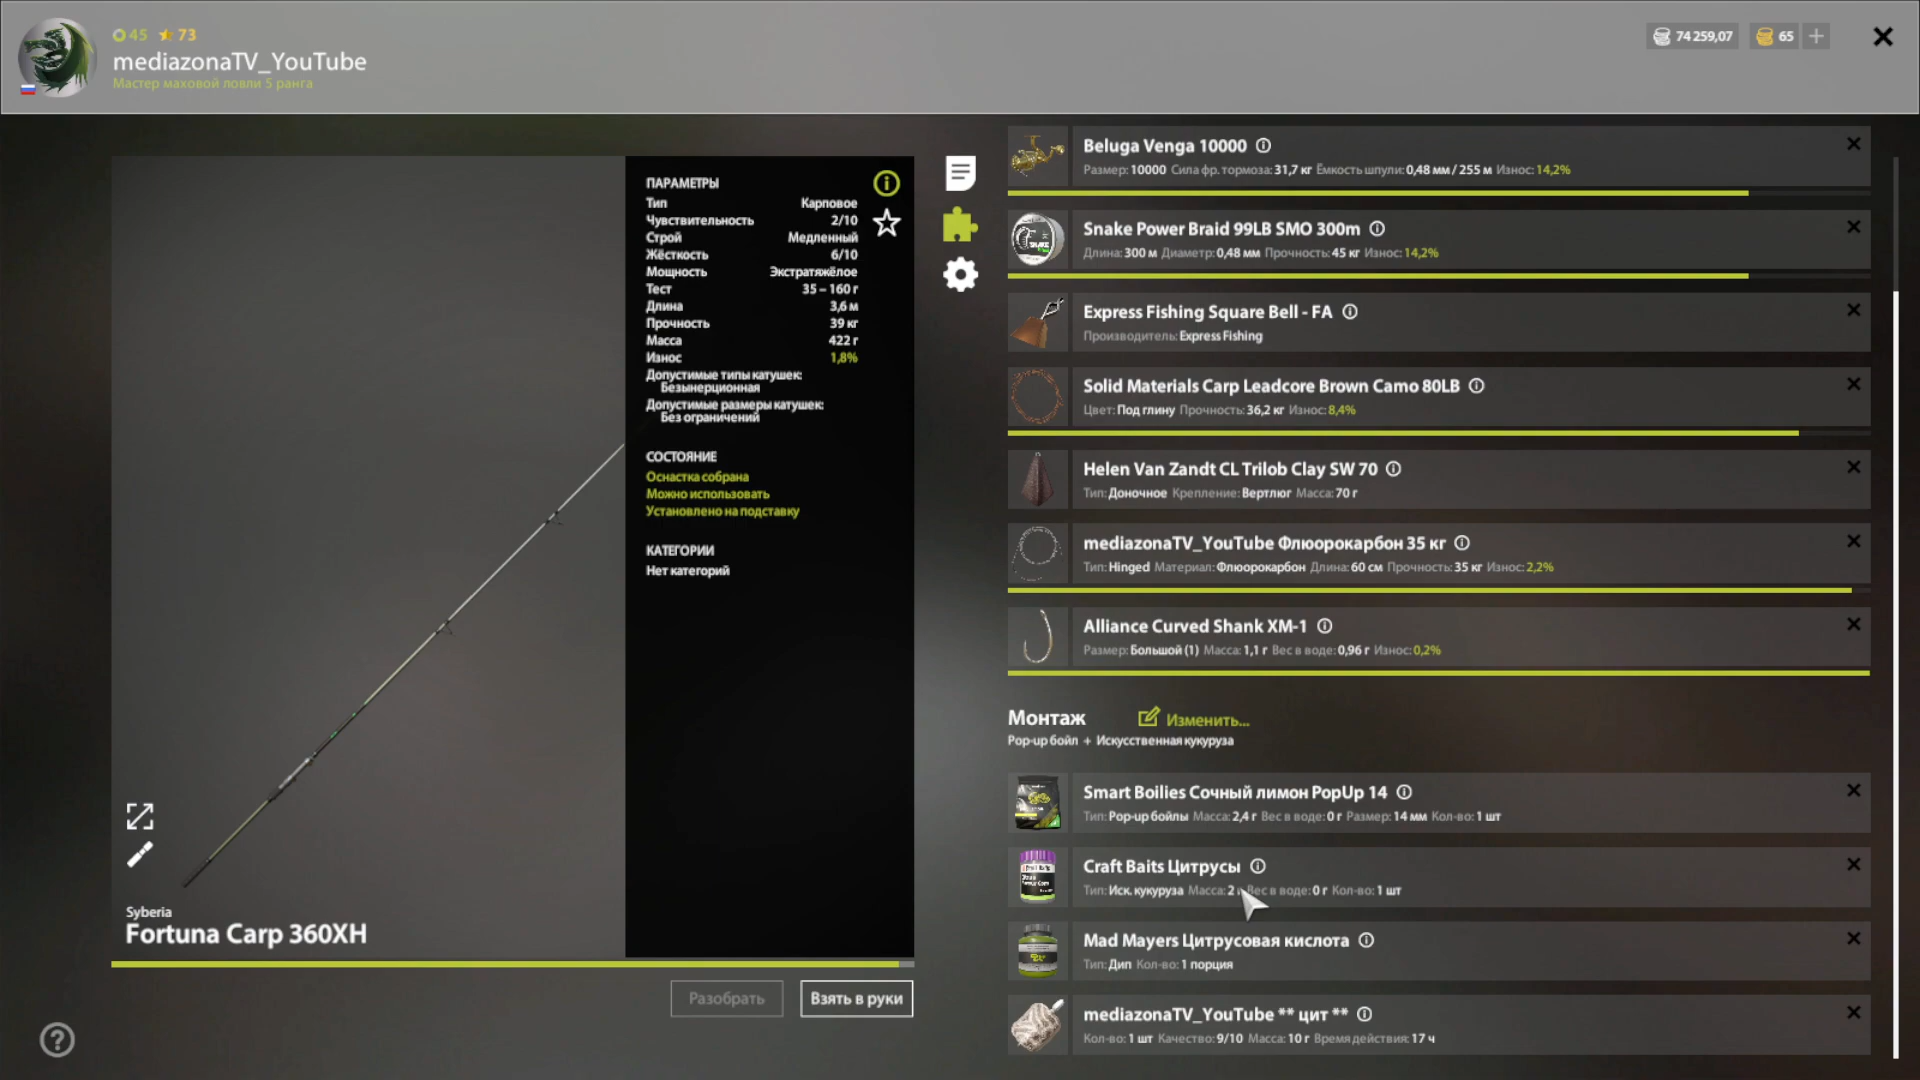 45 73
mediazonaTV_YouTube
Мастер маховой ловли 5 ранга
74 259,07 65
ПАРАМЕТРЫ
Тип Карповое
Чувствительность 2/10
Строй Медленный
Жёсткость 6/10
Мощность Экстратяжёлое
Тест 35 – 160 г
Длина 3,6 м
Прочность 39 кг
Масса 422 г
Износ 1,8%
Допустимые типы катушек:
Безынерционная
Допустимые размеры катушек:
Без ограничений
СОСТОЯНИЕ
Оснастка собрана
Можно использовать
Установлено на подставку
КАТЕГОРИИ
Нет категорий
Syberia
Fortuna Carp 360XH
Разобрать Взять в руки
Beluga Venga 10000
Размер: 10000 Сила фр. тормоза: 31,7 кг Ёмкость шпули: 0,48 мм / 255 м Износ: 14,2%
Snake Power Braid 99LB SMO 300m
Длина: 300 м Диаметр: 0,48 мм Прочность: 45 кг Износ: 14,2%
Express Fishing Square Bell - FA
Производитель: Express Fishing
Solid Materials Carp Leadcore Brown Camo 80LB
Цвет: Под глину Прочность: 36,2 кг Износ: 8,4%
Helen Van Zandt CL Trilob Clay SW 70
Тип: Доночное Крепление: Вертлюг Масса: 70 г
mediazonaTV_YouTube Флюорокарбон 35 кг
Тип: Hinged Материал: Флюорокарбон Длина: 60 см Прочность: 35 кг Износ: 2,2%
Alliance Curved Shank XM-1
Размер: Большой (1) Масса: 1,1 г Вес в воде: 0,96 г Износ: 0,2%
Монтаж Изменить...
Pop-up бойл + Искусственная кукуруза
Smart Boilies Сочный лимон PopUp 14
Тип: Pop-up бойлы Масса: 2,4 г Вес в воде: 0 г Размер: 14 мм Кол-во: 1 шт
Craft Baits Цитрусы
Тип: Иск. кукуруза Масса: 2 Вес в воде: 0 г Кол-во: 1 шт
Mad Mayers Цитрусовая кислота
Тип: Дип Кол-во: 1 порция
mediazonaTV_YouTube ** цит **
Кол-во: 1 шт Качество: 9/10 Масса: 10 г Время действия: 17 ч